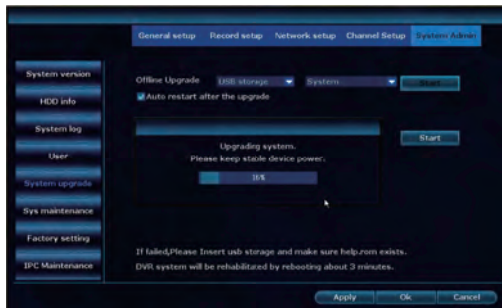 General setup Record setup Network setup Channel Setup System Admin
System version
HDD info
System log
User
System upgrade
Sys maintenance
Factory setting
IPC Maintenance
Offline Upgrade USB storage System Start
Auto restart after the upgrade
Start
Upgrading system.
Please keep stable device power.
16%
If failed,Please Insert usb storage and make sure help.rom exists.
DVR system will be rehabilitated by rebooting about 3 minutes.
Apply Ok Cancel